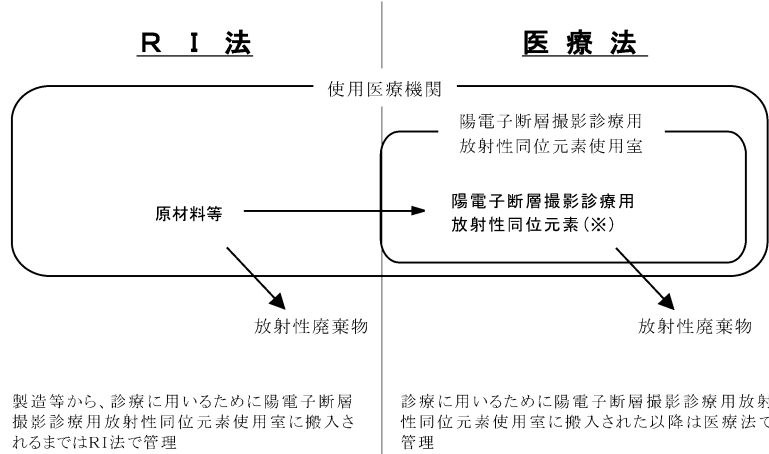 ＲＩ法
医療法
使用医療機関
陽電子断層撮影診療用
放射性同位元素使用室
原材料等
陽電子断層撮影診療用
放射性同位元素(※)
放射性廃棄物
放射性廃棄物
製造等から、診療に用いるために陽電子断層
撮影診療用放射性同位元素使用室に搬入さ
れるまではRI法で管理
診療に用いるために陽電子断層撮影診療用放射
性同位元素使用室に搬入された以降は医療法で
管理